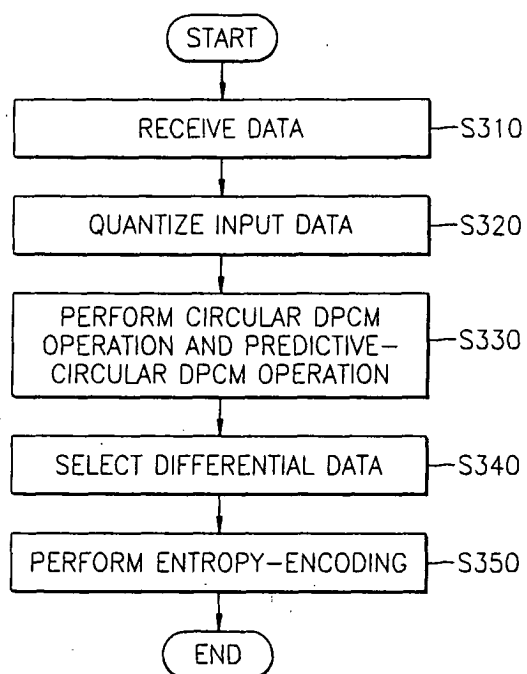 START
RECEIVE DATA
S310
QUANTIZE INPUT DATA
S320
PERFORM CIRCULAR DPCM
OPERATION AND PREDICTIVE-
CIRCULAR DPCM OPERATION
S330
SELECT DIFFERENTIAL DATA
S340
PERFORM ENTROPY-ENCODING
S350
END